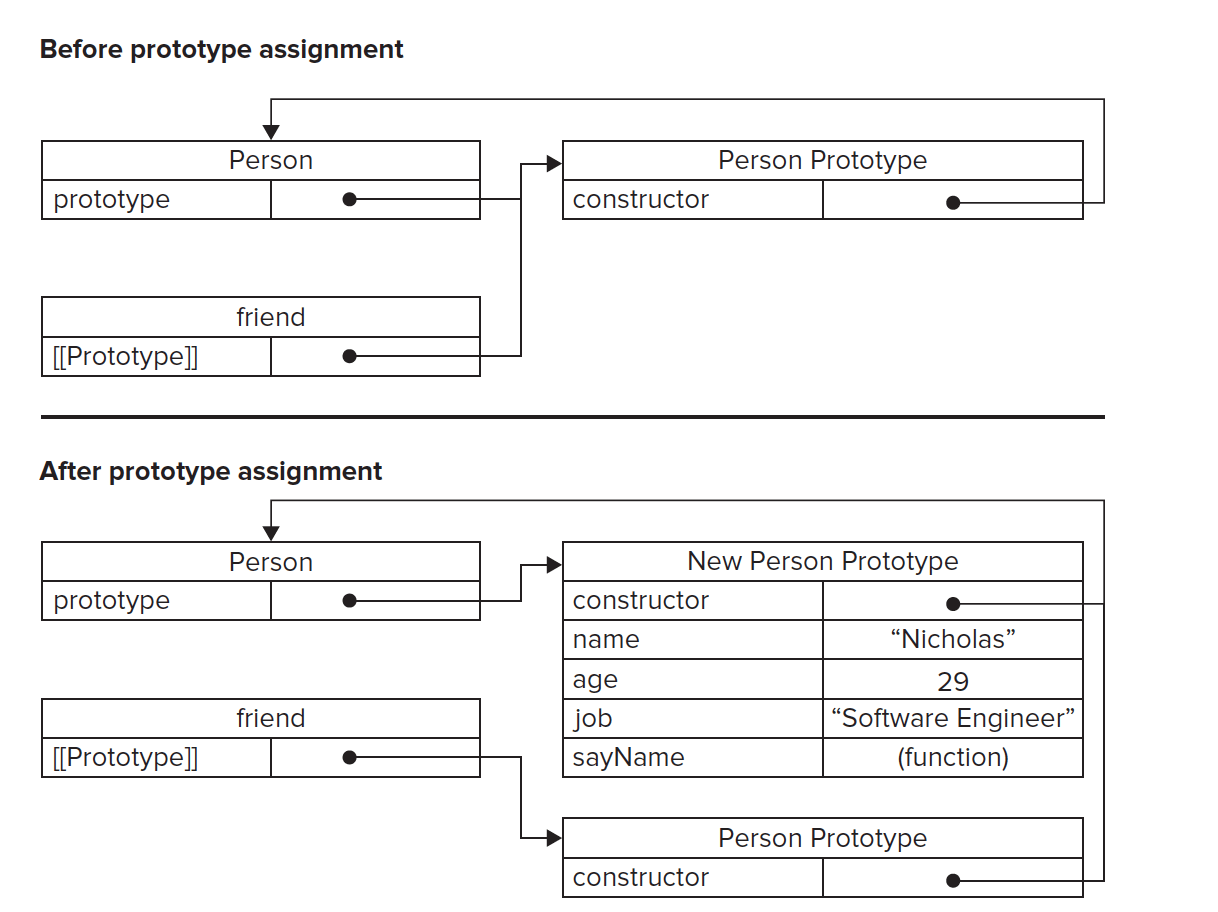 Before prototype assignment
Person
prototype
Person Prototype
constructor
friend
[[Prototype]]
After prototype assignment
Person
prototype
New Person Prototype
constructor
name
“Nicholas”
age
29
job
“Software Engineer”
sayName
(function)
friend
[[Prototype]]
Person Prototype
constructor